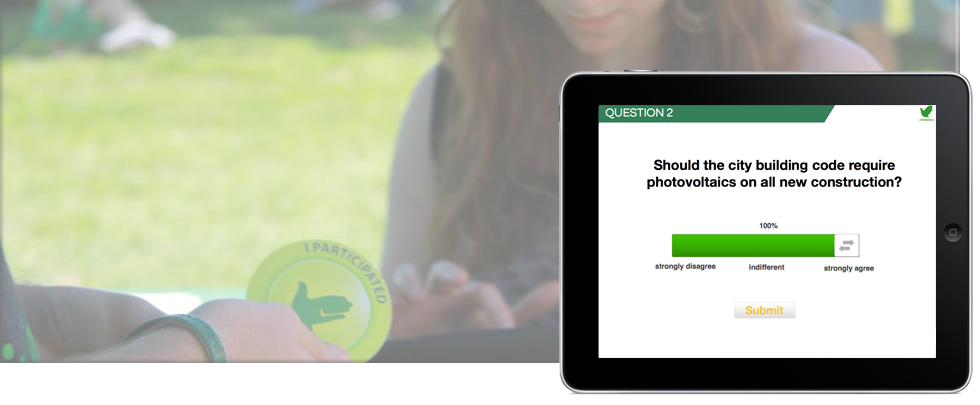 I PARTICIPATED
QUESTION 2
Should the city building code require
photovoltaics on all new construction?
100%
strongly disagree
indifferent
strongly agree
Submit